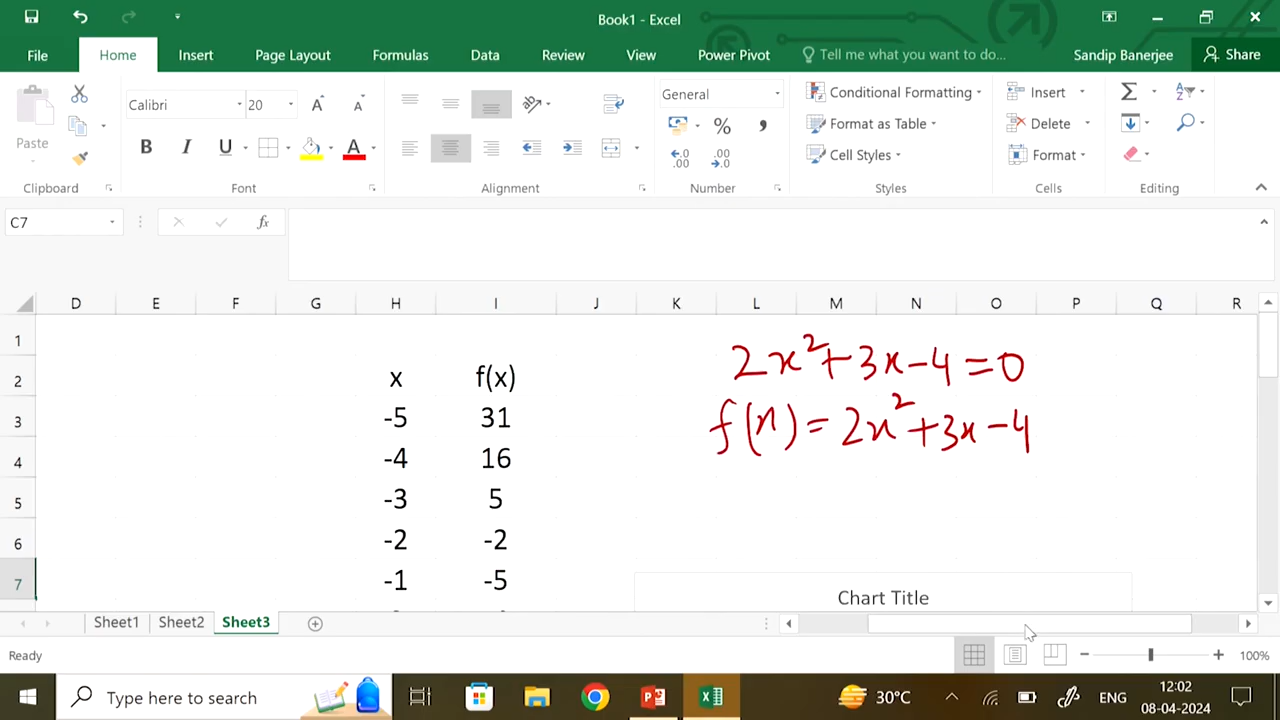 Book1 - Excel
File Home Insert Page Layout Formulas Data Review View Power Pivot Tell me what you want to do... Sandip Banerjee Share
Calibri 20 General Conditional Formatting Insert
Paste Format as Table Delete
B I U A % , Cell Styles Format
Clipboard Font Alignment Number Styles Cells Editing
C7 fx
D E F G H I J K L M N O P Q R
1 2x²+3x-4=0
2 x f(x)
3 -5 31 f(x)=2x²+3x-4
4 -4 16
5 -3 5
6 -2 -2
7 -1 -5
Chart Title
Sheet1 Sheet2 Sheet3
Ready 100%
Type here to search 30°C ENG 12:02
08-04-2024